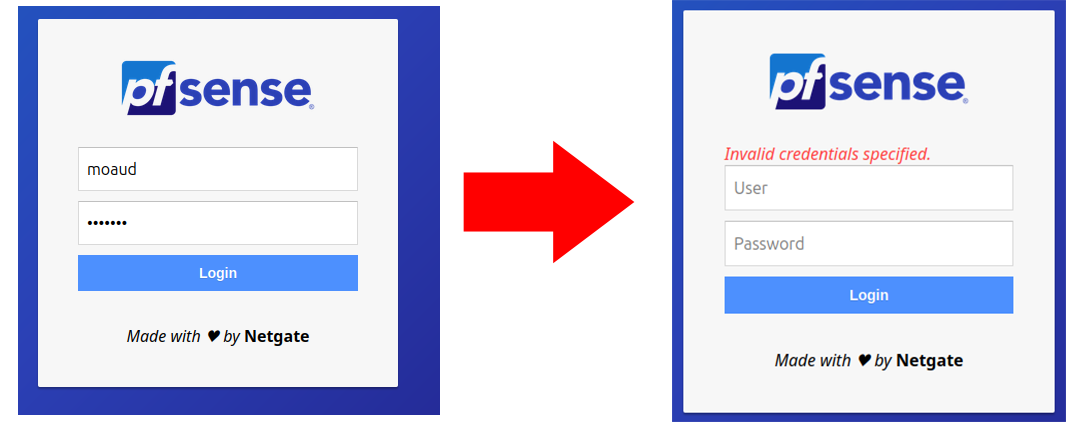 pfsense®
moaud
•••••••
Login
Made with ♥ by Netgate
pfsense®
Invalid credentials specified.
User
Password
Login
Made with ♥ by Netgate